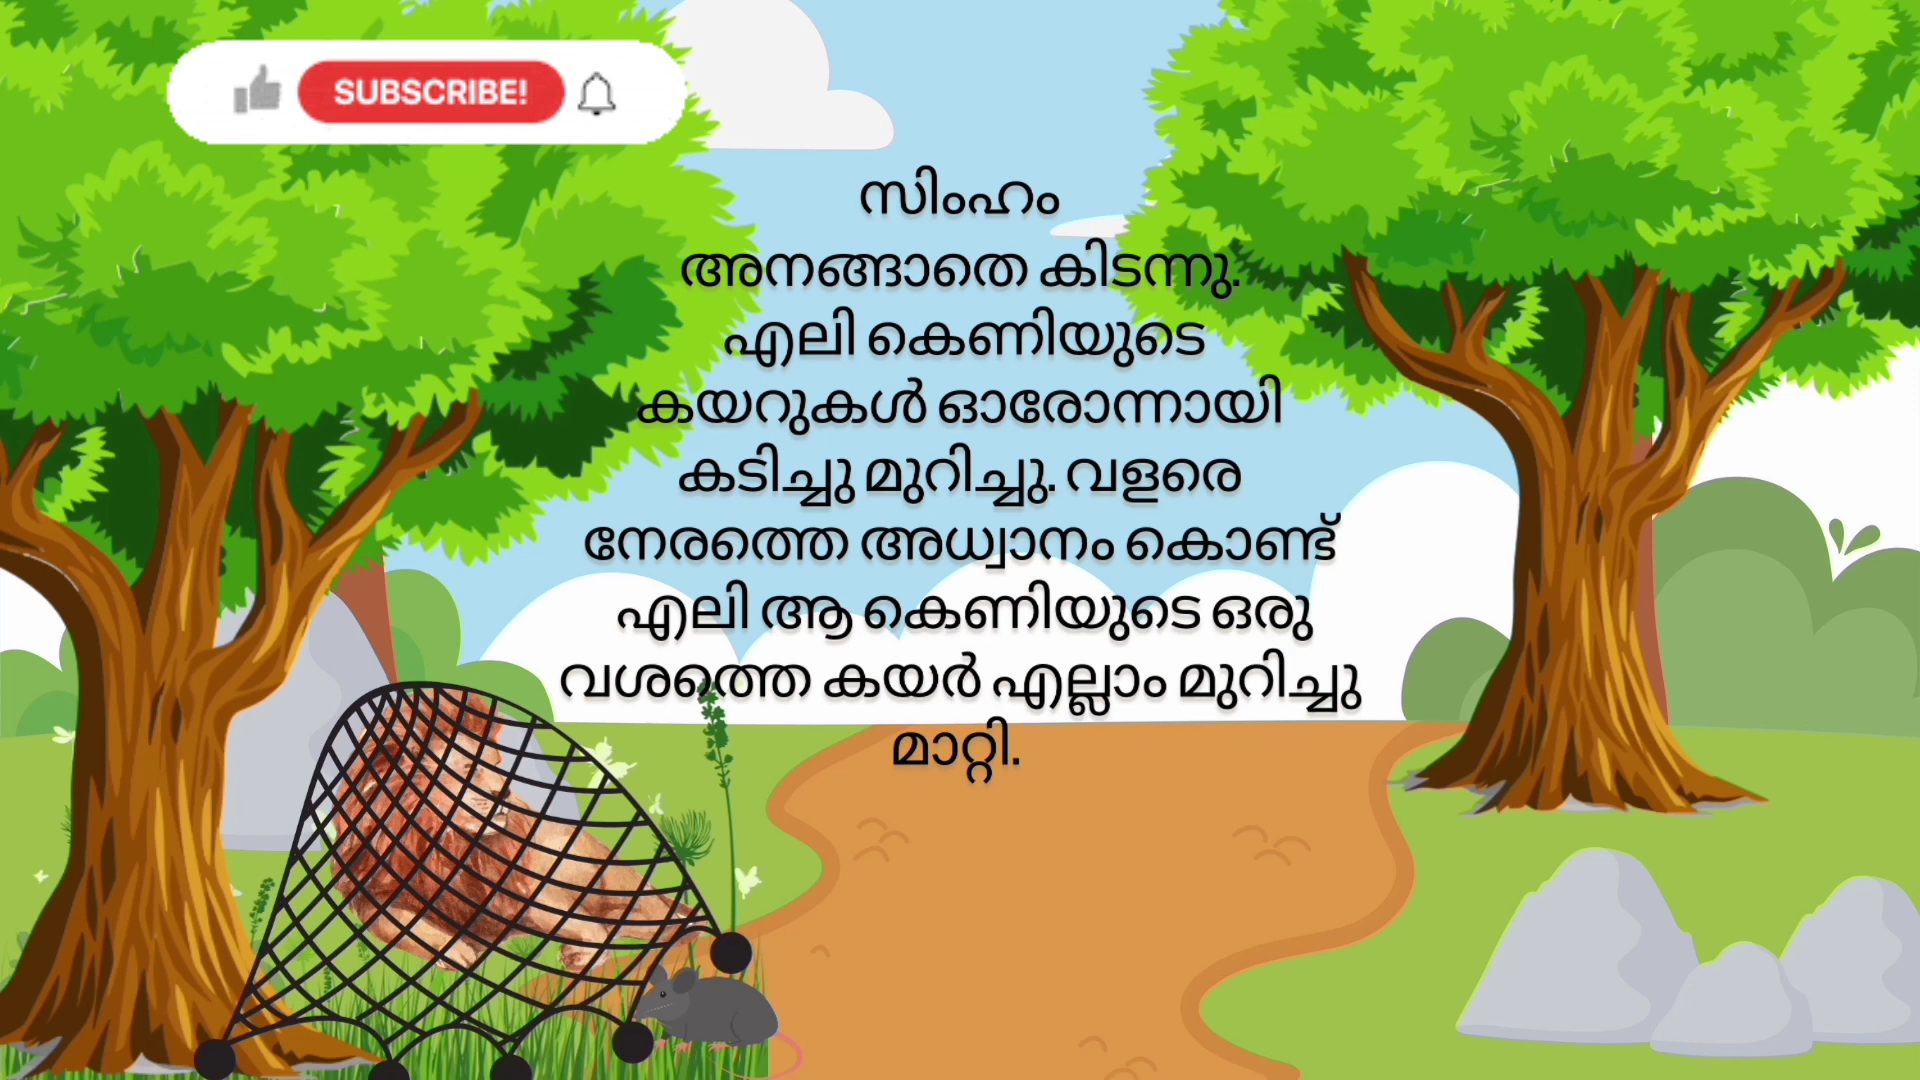 SUBSCRIBE!
സിംഹം
അനങ്ങാതെ കിടന്നു.
എലി കെണിയുടെ
കയറുകൾ ഓരോന്നായി
കടിച്ചു മുറിച്ചു. വളരെ
നേരത്തെ അധ്വാനം കൊണ്ട്
എലി ആ കെണിയുടെ ഒരു
വശത്തെ കയർ എല്ലാം മുറിച്ചു
മാറ്റി.